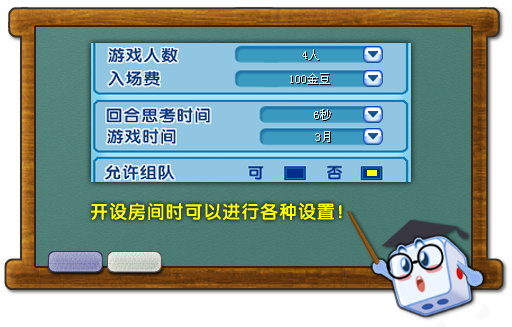 游戏人数 4人
入场费 100金豆
回合思考时间 6秒
游戏时间 3月
允许组队 可 否
开设房间时可以进行各种设置!